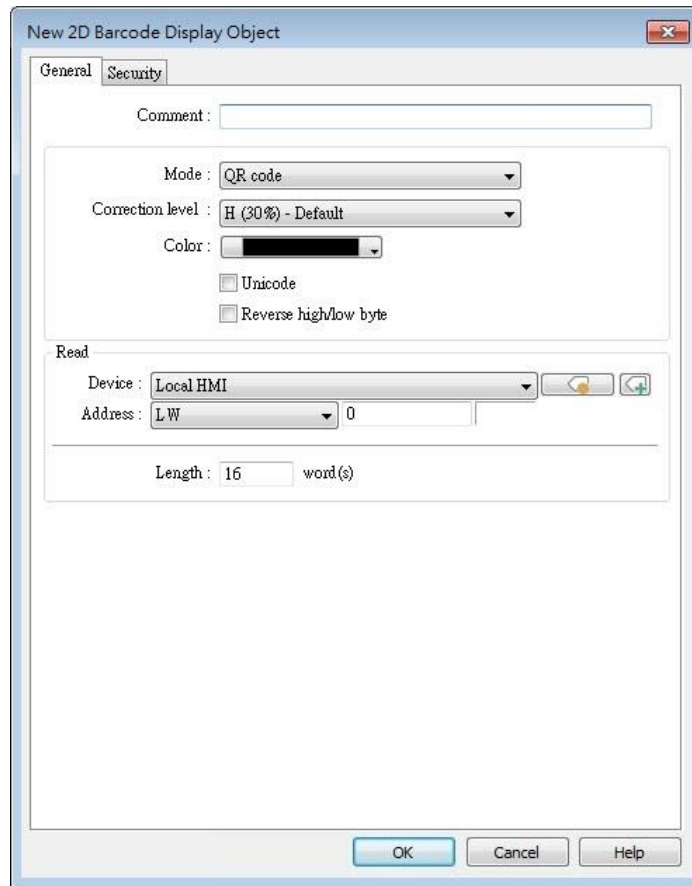 New 2D Barcode Display Object
General Security
Comment :
Mode : QR code
Correction level : H (30%) - Default
Color :
Unicode
Reverse high/low byte
Read
Device : Local HMI
Address : LW 0
Length : 16 word(s)
OK Cancel Help